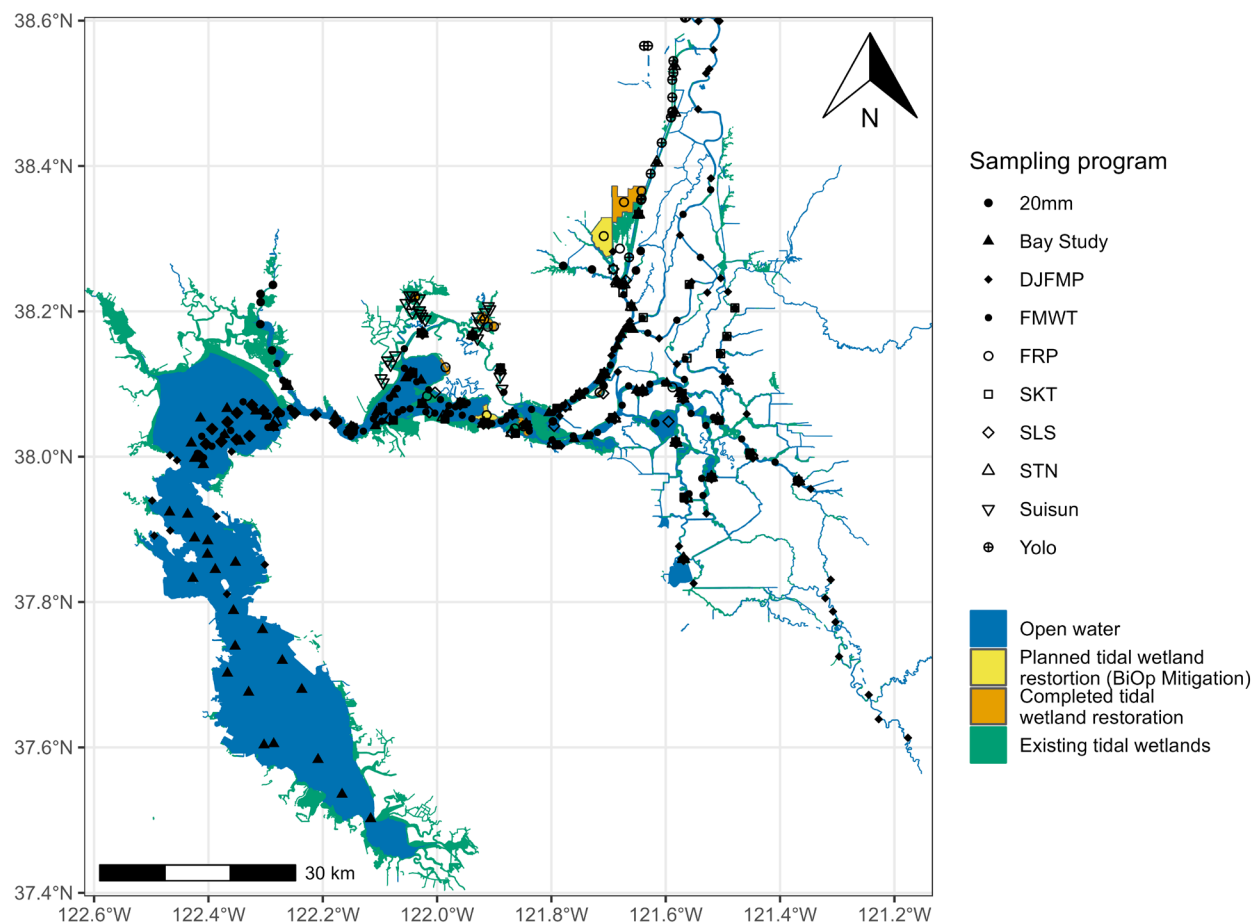 38.6°N
38.4°N
38.2°N
38.0°N
37.8°N
37.6°N
37.4°N
122.6°W
122.4°W
122.2°W
122.0°W
121.8°W
121.6°W
121.4°W
121.2°W
N
30 km
Sampling program
20mm
Bay Study
DJFMP
FMWT
FRP
SKT
SLS
STN
Suisun
Yolo
Open water
Planned tidal wetland
restortion (BiOp Mitigation)
Completed tidal
wetland restoration
Existing tidal wetlands